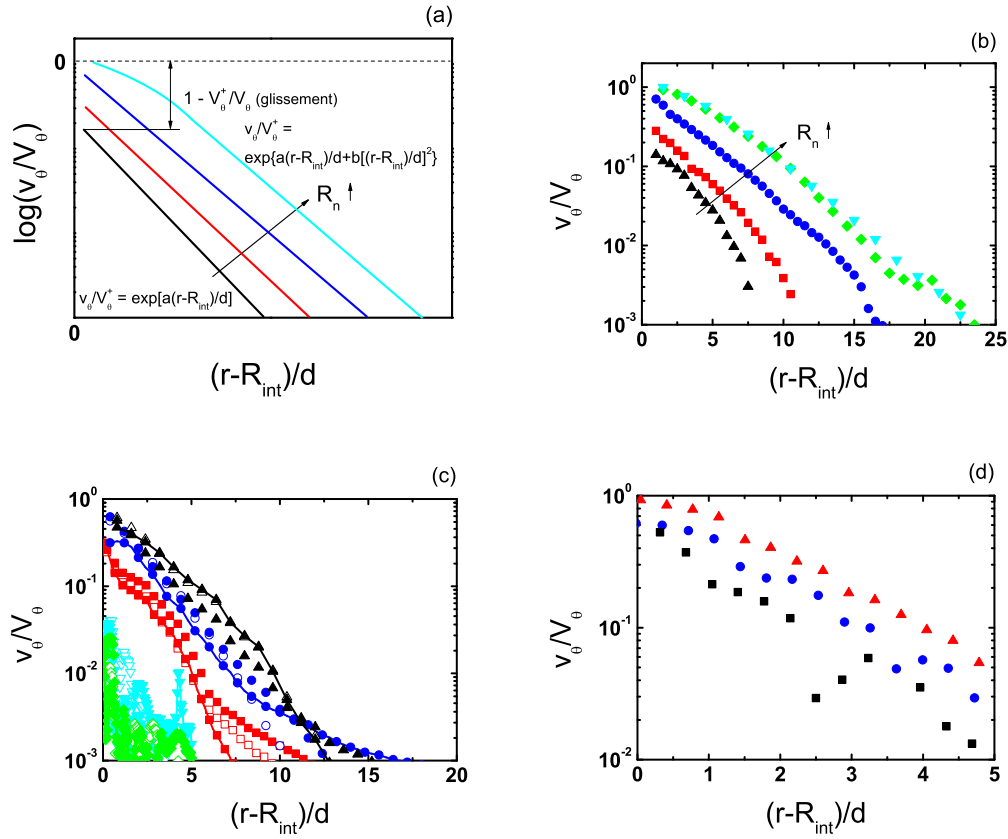 (a)
0
1 - V_θ^+/V_θ (glissement)
v_θ/V_θ^+ =
exp{a(r-R_int)/d+b[(r-R_int)/d]^2}
R_n ↑
v_θ/V_θ^+ = exp[a(r-R_int)/d]
log(v_θ/V_θ)
0
(r-R_int)/d
(b)
10^0
10^-1
10^-2
10^-3
R_n ↑
v_θ/V_θ
0 5 10 15 20 25
(r-R_int)/d
(c)
10^0
10^-1
10^-2
10^-3
v_θ/V_θ
0 5 10 15 20
(r-R_int)/d
(d)
10^0
10^-1
10^-2
v_θ/V_θ
0 1 2 3 4 5
(r-R_int)/d